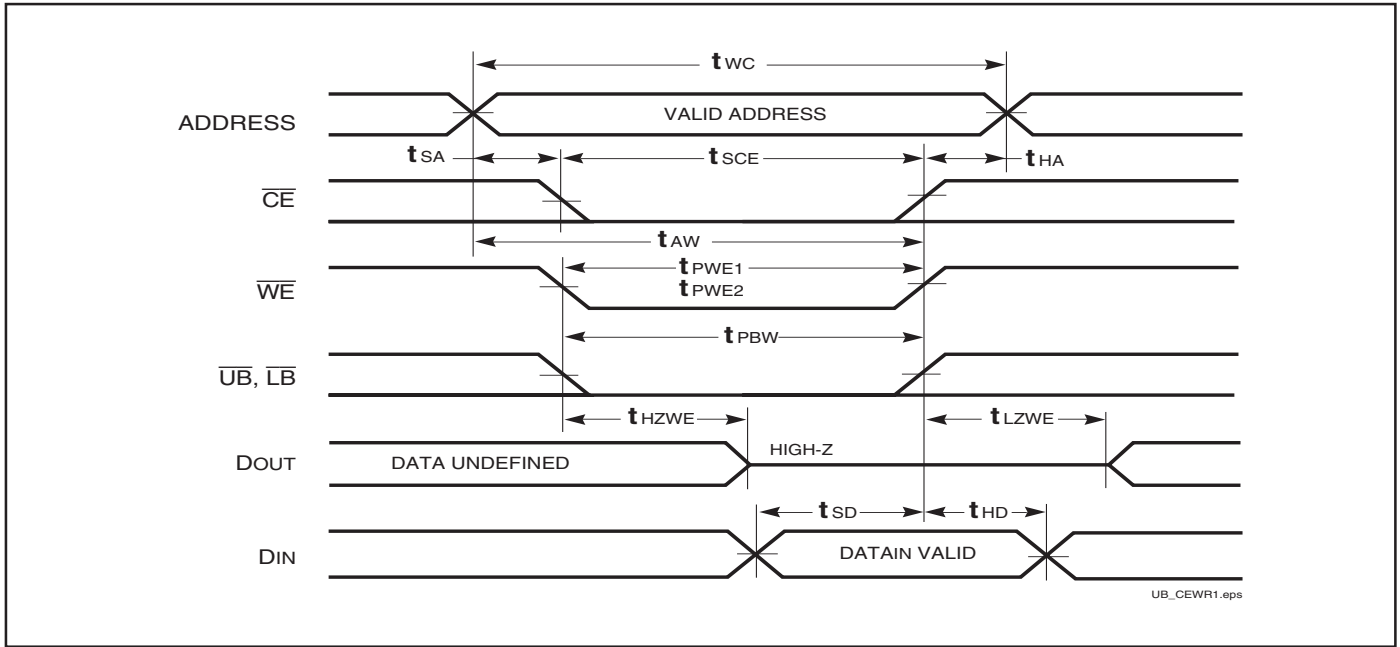 tWC
ADDRESS
VALID ADDRESS
tSA
tSCE
tHA
CE
tAW
tPWE1
tPWE2
WE
tPBW
UB, LB
tHZWE
tLZWE
DOUT
DATA UNDEFINED
HIGH-Z
tSD
tHD
DIN
DATAIN VALID
UB_CEWR1.eps